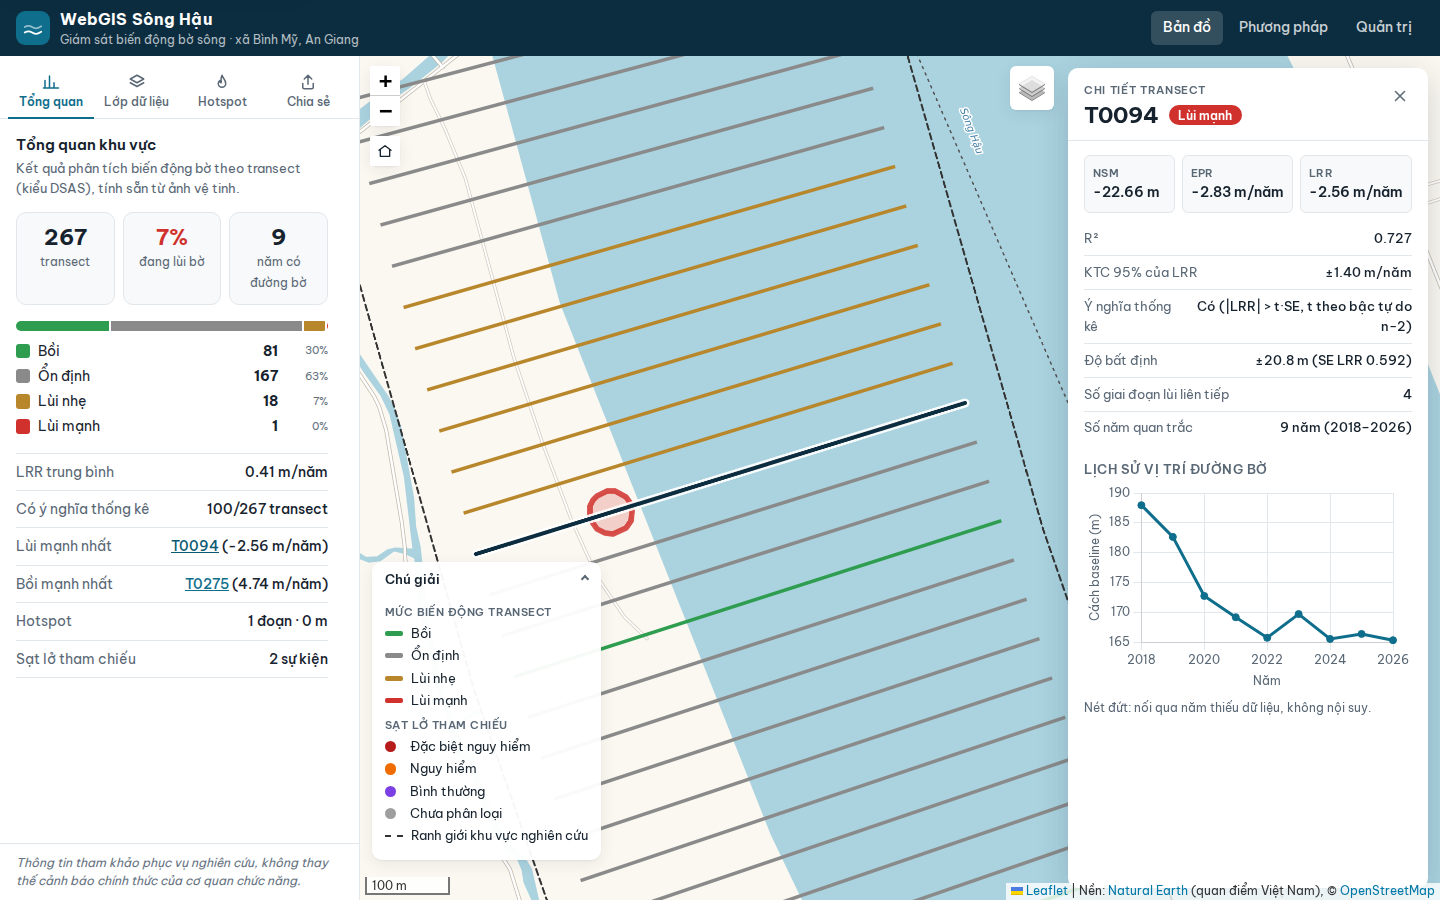 WebGIS Sông Hậu
Giám sát biến động bờ sông · xã Bình Mỹ, An Giang
Bản đồ
Phương pháp
Quản trị
Tổng quan
Lớp dữ liệu
Hotspot
Chia sẻ
Tổng quan khu vực
Kết quả phân tích biến động bờ theo transect
(kiểu DSAS), tính sẵn từ ảnh vệ tinh.
267
transect
7%
đang lùi bờ
9
năm có
đường bờ
Bồi 81 30%
Ổn định 167 63%
Lùi nhẹ 18 7%
Lùi mạnh 1 0%
LRR trung bình 0.41 m/năm
Có ý nghĩa thống kê 100/267 transect
Lùi mạnh nhất T0094 (-2.56 m/năm)
Bồi mạnh nhất T0275 (4.74 m/năm)
Hotspot 1 đoạn · 0 m
Sạt lở tham chiếu 2 sự kiện
Thông tin tham khảo phục vụ nghiên cứu, không thay
thế cảnh báo chính thức của cơ quan chức năng.
+
−
Sông Hậu
Chú giải
MỨC BIẾN ĐỘNG TRANSECT
Bồi
Ổn định
Lùi nhẹ
Lùi mạnh
SẠT LỞ THAM CHIẾU
Đặc biệt nguy hiểm
Nguy hiểm
Bình thường
Chưa phân loại
Ranh giới khu vực nghiên cứu
100 m
CHI TIẾT TRANSECT
T0094 Lùi mạnh
NSM
-22.66 m
EPR
-2.83 m/năm
LRR
-2.56 m/năm
R² 0.727
KTC 95% của LRR ±1.40 m/năm
Ý nghĩa thống Có (|LRR| > t·SE, t theo bậc tự do
kê n-2)
Độ bất định ±20.8 m (SE LRR 0.592)
Số giai đoạn lùi liên tiếp 4
Số năm quan trắc 9 năm (2018–2026)
LỊCH SỬ VỊ TRÍ ĐƯỜNG BỜ
Cách baseline (m)
190
185
180
175
170
165
2018 2020 2022 2024 2026
Năm
Nét đứt: nối qua năm thiếu dữ liệu, không nội suy.
Leaflet | Nền: Natural Earth (quan điểm Việt Nam), © OpenStreetMap